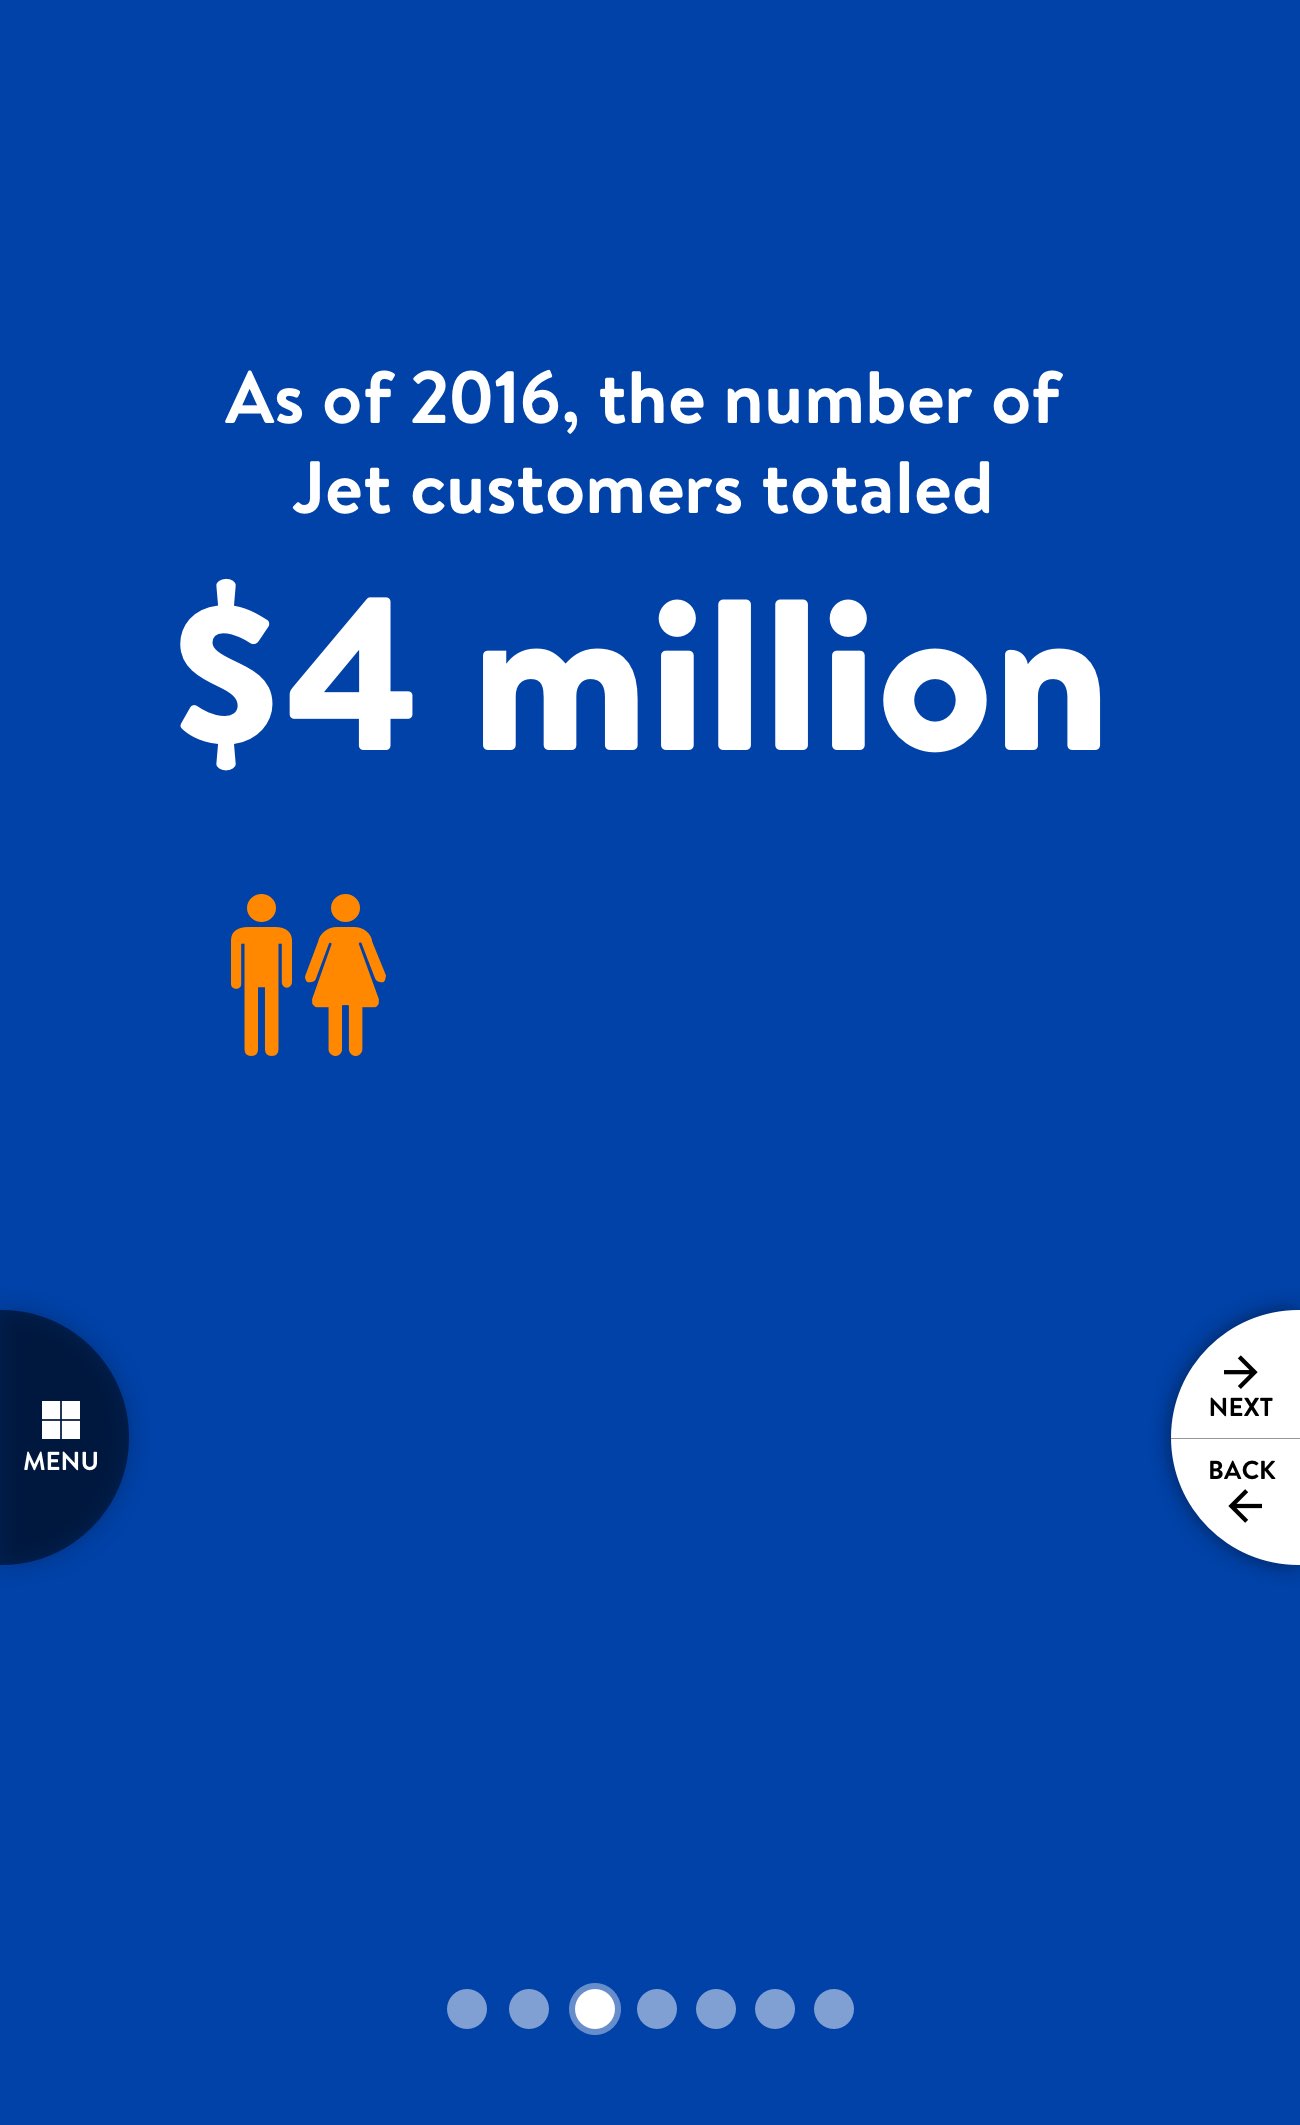 As of 2016, the number of
Jet customers totaled
$4 million
MENU
NEXT
BACK